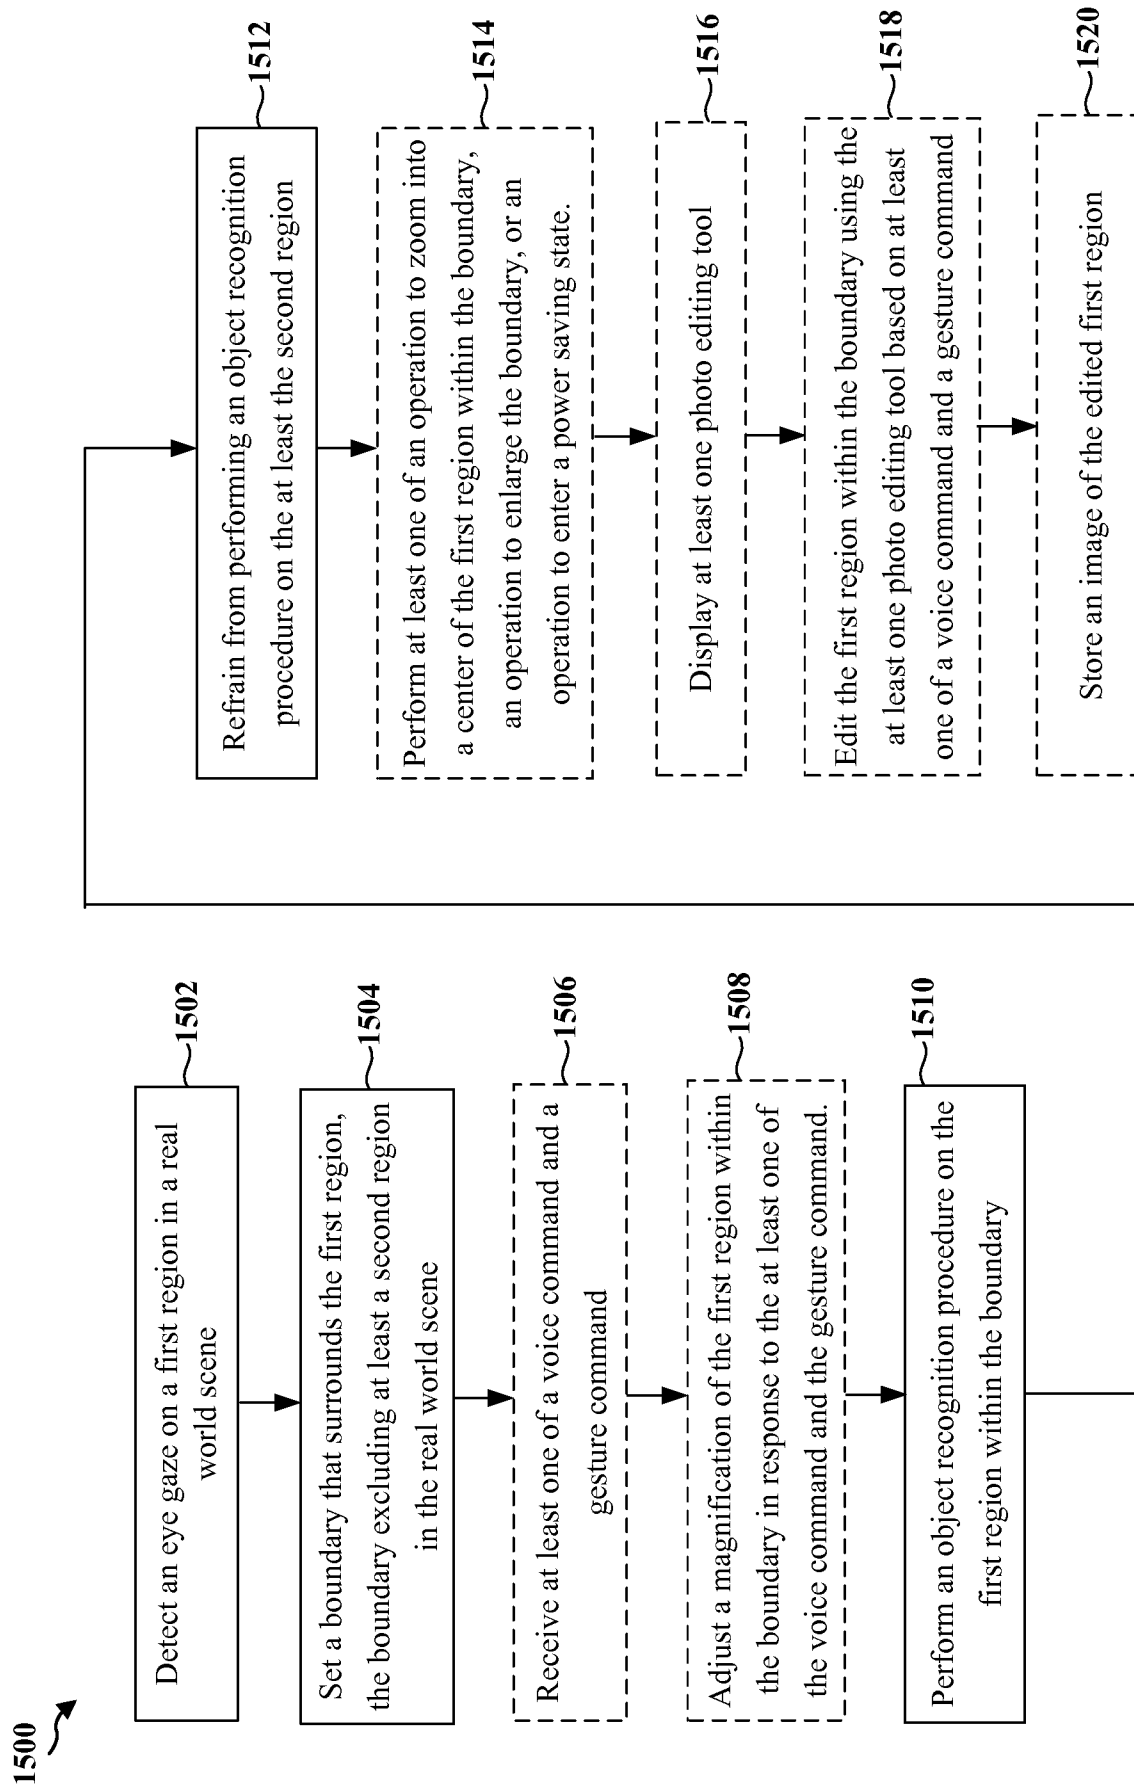 1500
Detect an eye gaze on a first region in a real
world scene
1502
Set a boundary that surrounds the first region,
the boundary excluding at least a second region
in the real world scene
1504
Receive at least one of a voice command and a
gesture command
1506
Adjust a magnification of the first region within
the boundary in response to the at least one of
the voice command and the gesture command.
1508
Perform an object recognition procedure on the
first region within the boundary
1510
Refrain from performing an object recognition
procedure on the at least the second region
1512
Perform at least one of an operation to zoom into
a center of the first region within the boundary,
an operation to enlarge the boundary, or an
operation to enter a power saving state.
1514
Display at least one photo editing tool
1516
Edit the first region within the boundary using the
at least one photo editing tool based on at least
one of a voice command and a gesture command
1518
Store an image of the edited first region
1520